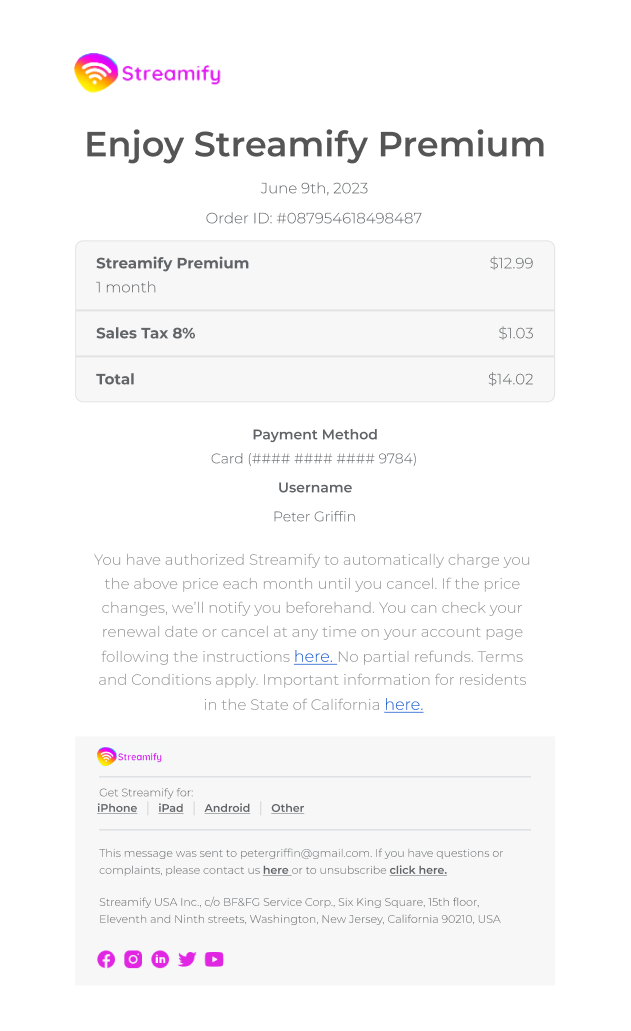 Streamify
Enjoy Streamify Premium
June 9th, 2023
Order ID: #087954618498487
Streamify Premium $12.99
1 month
Sales Tax 8% $1.03
Total $14.02
Payment Method
Card (#### #### #### 9784)
Username
Peter Griffin
You have authorized Streamify to automatically charge you
the above price each month until you cancel. If the price
changes, we’ll notify you beforehand. You can check your
renewal date or cancel at any time on your account page
following the instructions here. No partial refunds. Terms
and Conditions apply. Important information for residents
in the State of California here.
Streamify
Get Streamify for:
iPhone | iPad | Android | Other
This message was sent to petergriffin@gmail.com. If you have questions or
complaints, please contact us here or to unsubscribe click here.
Streamify USA Inc., c/o BF&FG Service Corp., Six King Square, 15th floor,
Eleventh and Ninth streets, Washington, New Jersey, California 90210, USA